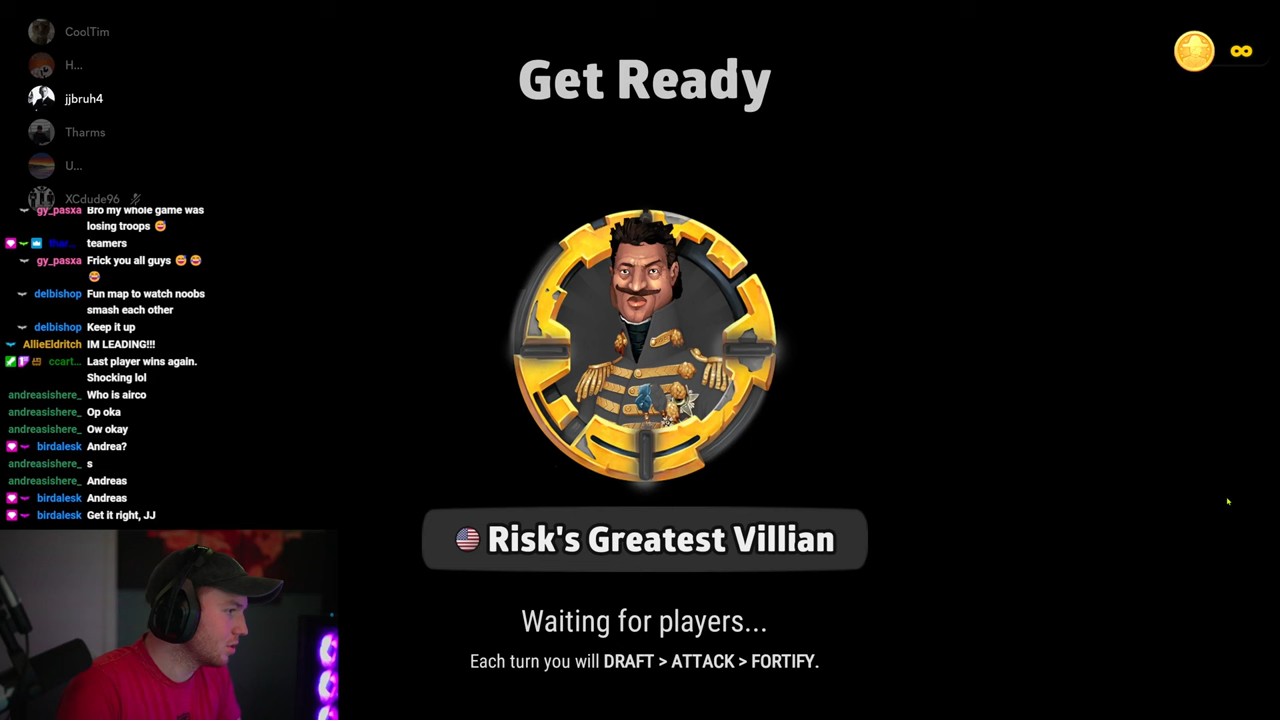 CoolTim
H...
jjbruh4
Tharms
U...
XCdude96
gy_pasxa Bro my whole game was
losing troops
teamers
gy_pasxa Frick you all guys
delbishop Fun map to watch noobs
smash each other
delbishop Keep it up
AllieEldritch IM LEADING!!!
ccart... Last player wins again.
Shocking lol
andreasishere_ Who is airco
andreasishere_ Op oka
andreasishere_ Ow okay
birdalesk Andrea?
andreasishere_ s
andreasishere_ Andreas
birdalesk Andreas
birdalesk Get it right, JJ
Get Ready
Risk's Greatest Villian
Waiting for players...
Each turn you will DRAFT > ATTACK > FORTIFY.